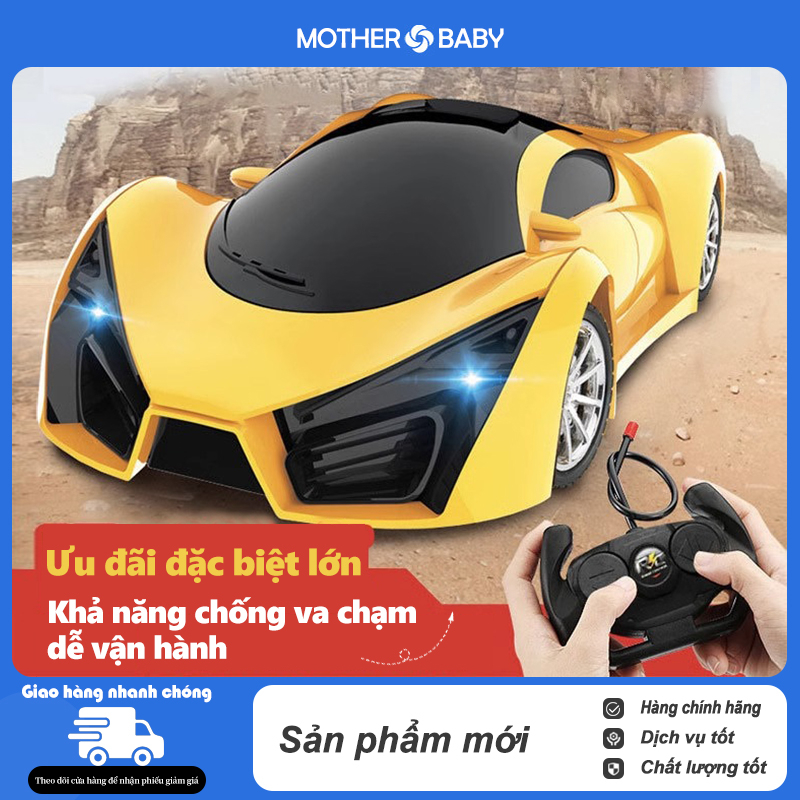 MOTHER BABY
Ưu đãi đặc biệt lớn
Khả năng chống va chạm
dễ vận hành
Giao hàng nhanh chóng
Theo dõi cửa hàng để nhận phiếu giảm giá
Sản phẩm mới
Hàng chính hãng
Dịch vụ tốt
Chất lượng tốt